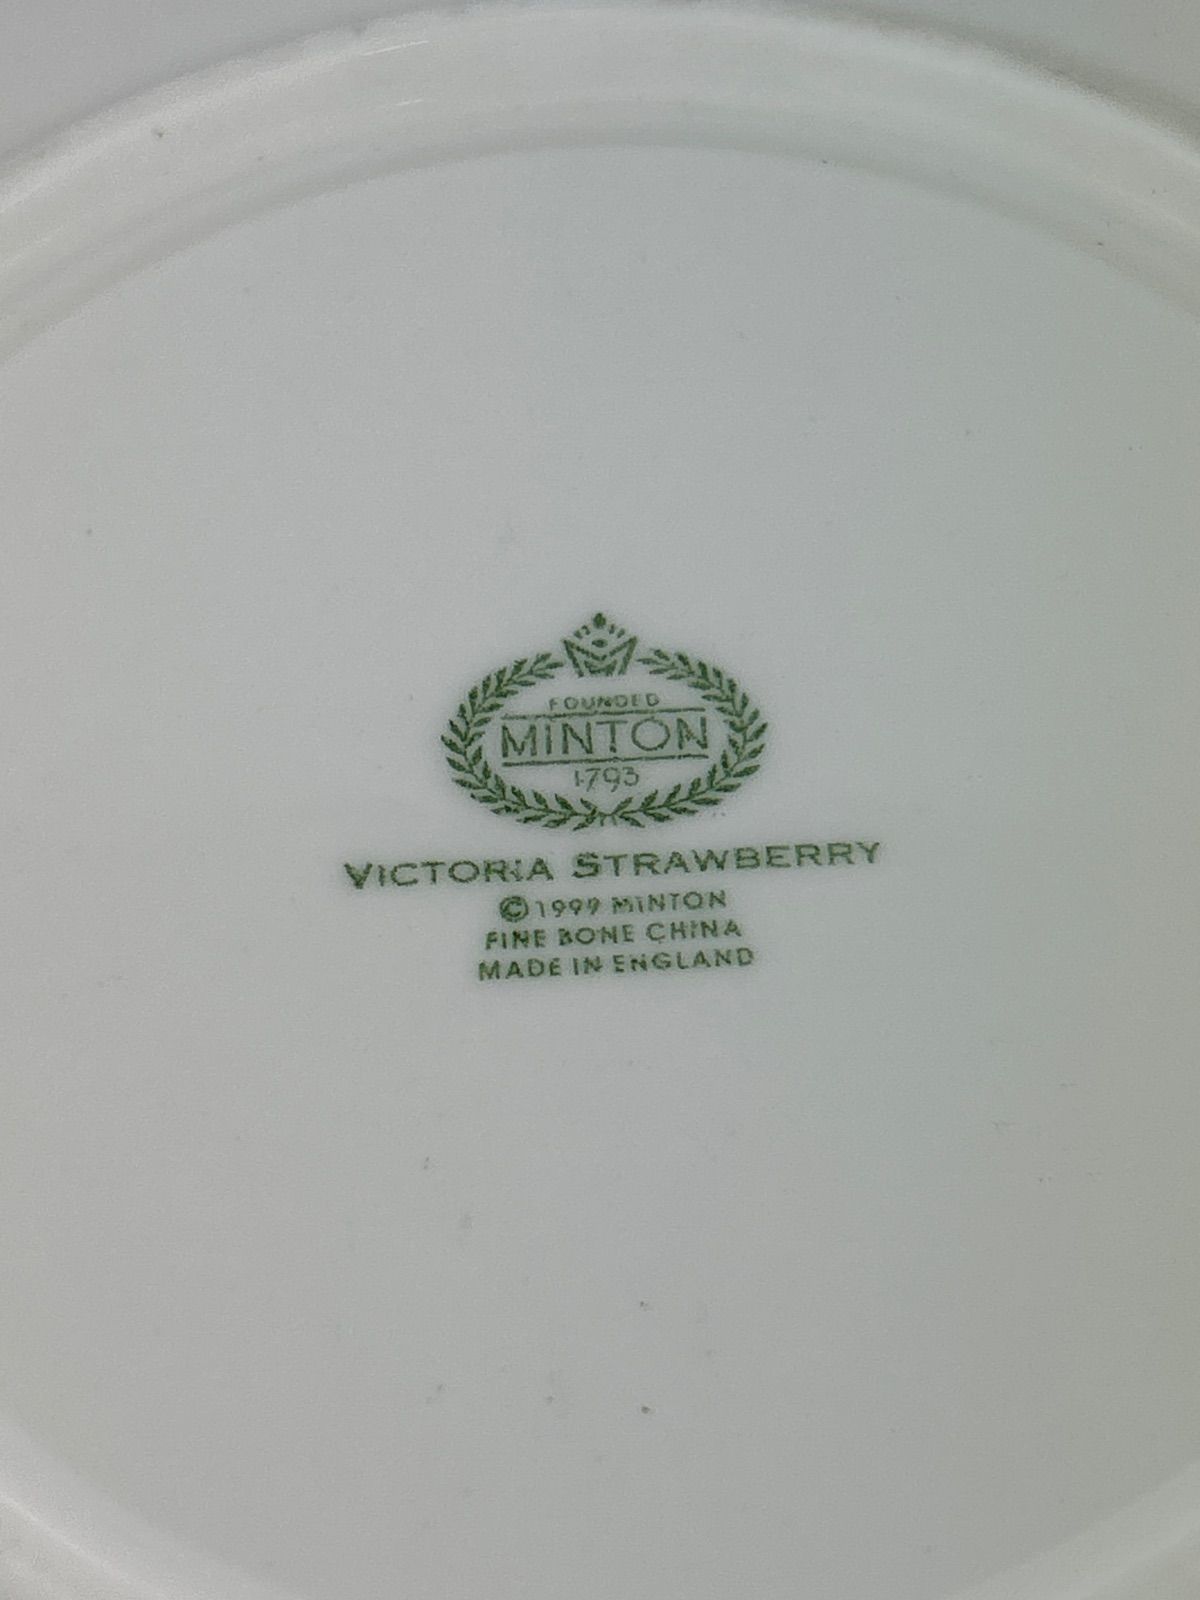 FOUNDED
MINTON
1793
VICTORIA STRAWBERRY
©1999 MINTON
FINE BONE CHINA
MADE IN ENGLAND